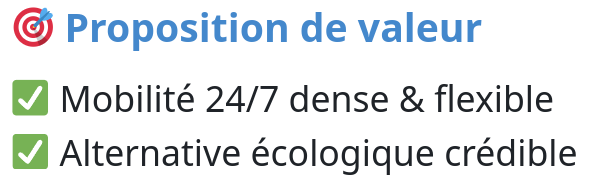 🎯 Proposition de valeur
✅ Mobilité 24/7 dense & flexible
✅ Alternative écologique crédible